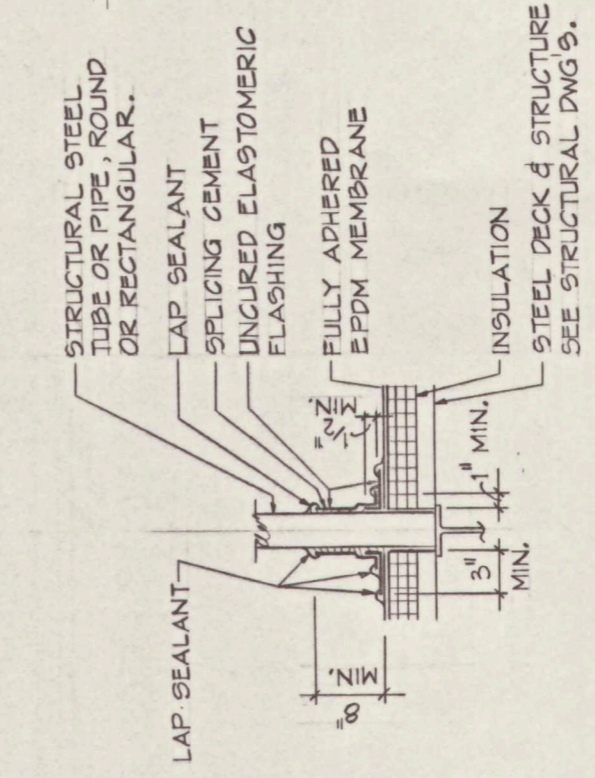 STRUCTURAL STEEL
TUBE OR PIPE, ROUND
OR RECTANGULAR.
LAP SEALANT
SPLICING CEMENT
UNCURED ELASTOMERIC
FLASHING
FULLY ADHERED
EPDM MEMBRANE
INSULATION
STEEL DECK & STRUCTURE
SEE STRUCTURAL DWG'S.
LAP SEALANT
8"
MIN.
1 1/2"
MIN.
1" MIN.
3"
MIN.